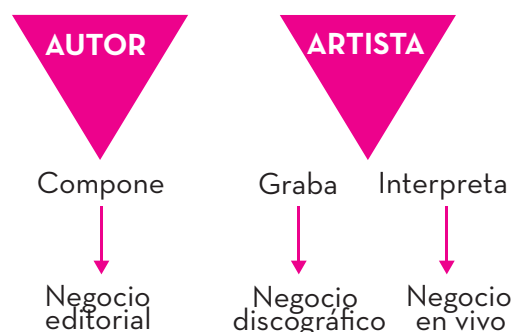 AUTOR
Compone
Negocio
editorial
ARTISTA
Graba
Interpreta
Negocio
discográfico
Negocio
en vivo